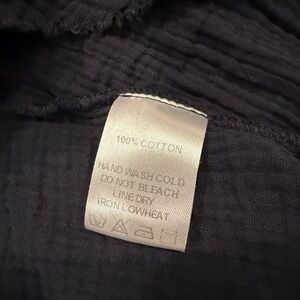 100% COTTON
HAND WASH COLD
DO NOT BLEACH
LINE DRY
IRON LOW HEAT